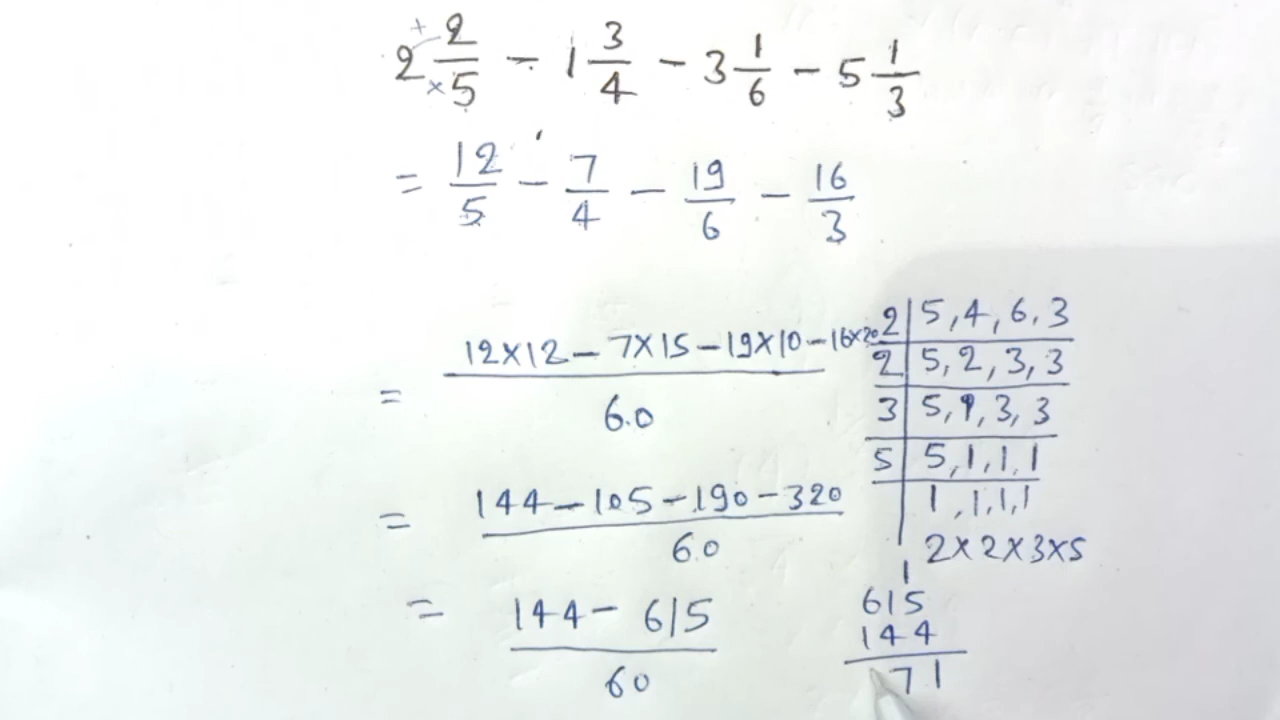 2 2/5 - 1 3/4 - 3 1/6 - 5 1/3
+
×
= 12/5 - 7/4 - 19/6 - 16/3
= 12×12 - 7×15 - 19×10 - 16×20 / 60
= 144 - 105 - 190 - 320 / 60
= 144 - 615 / 60
2 | 5, 4, 6, 3
2 | 5, 2, 3, 3
3 | 5, 1, 3, 3
5 | 5, 1, 1, 1
1, 1, 1, 1
2×2×3×5
1
615
144
71